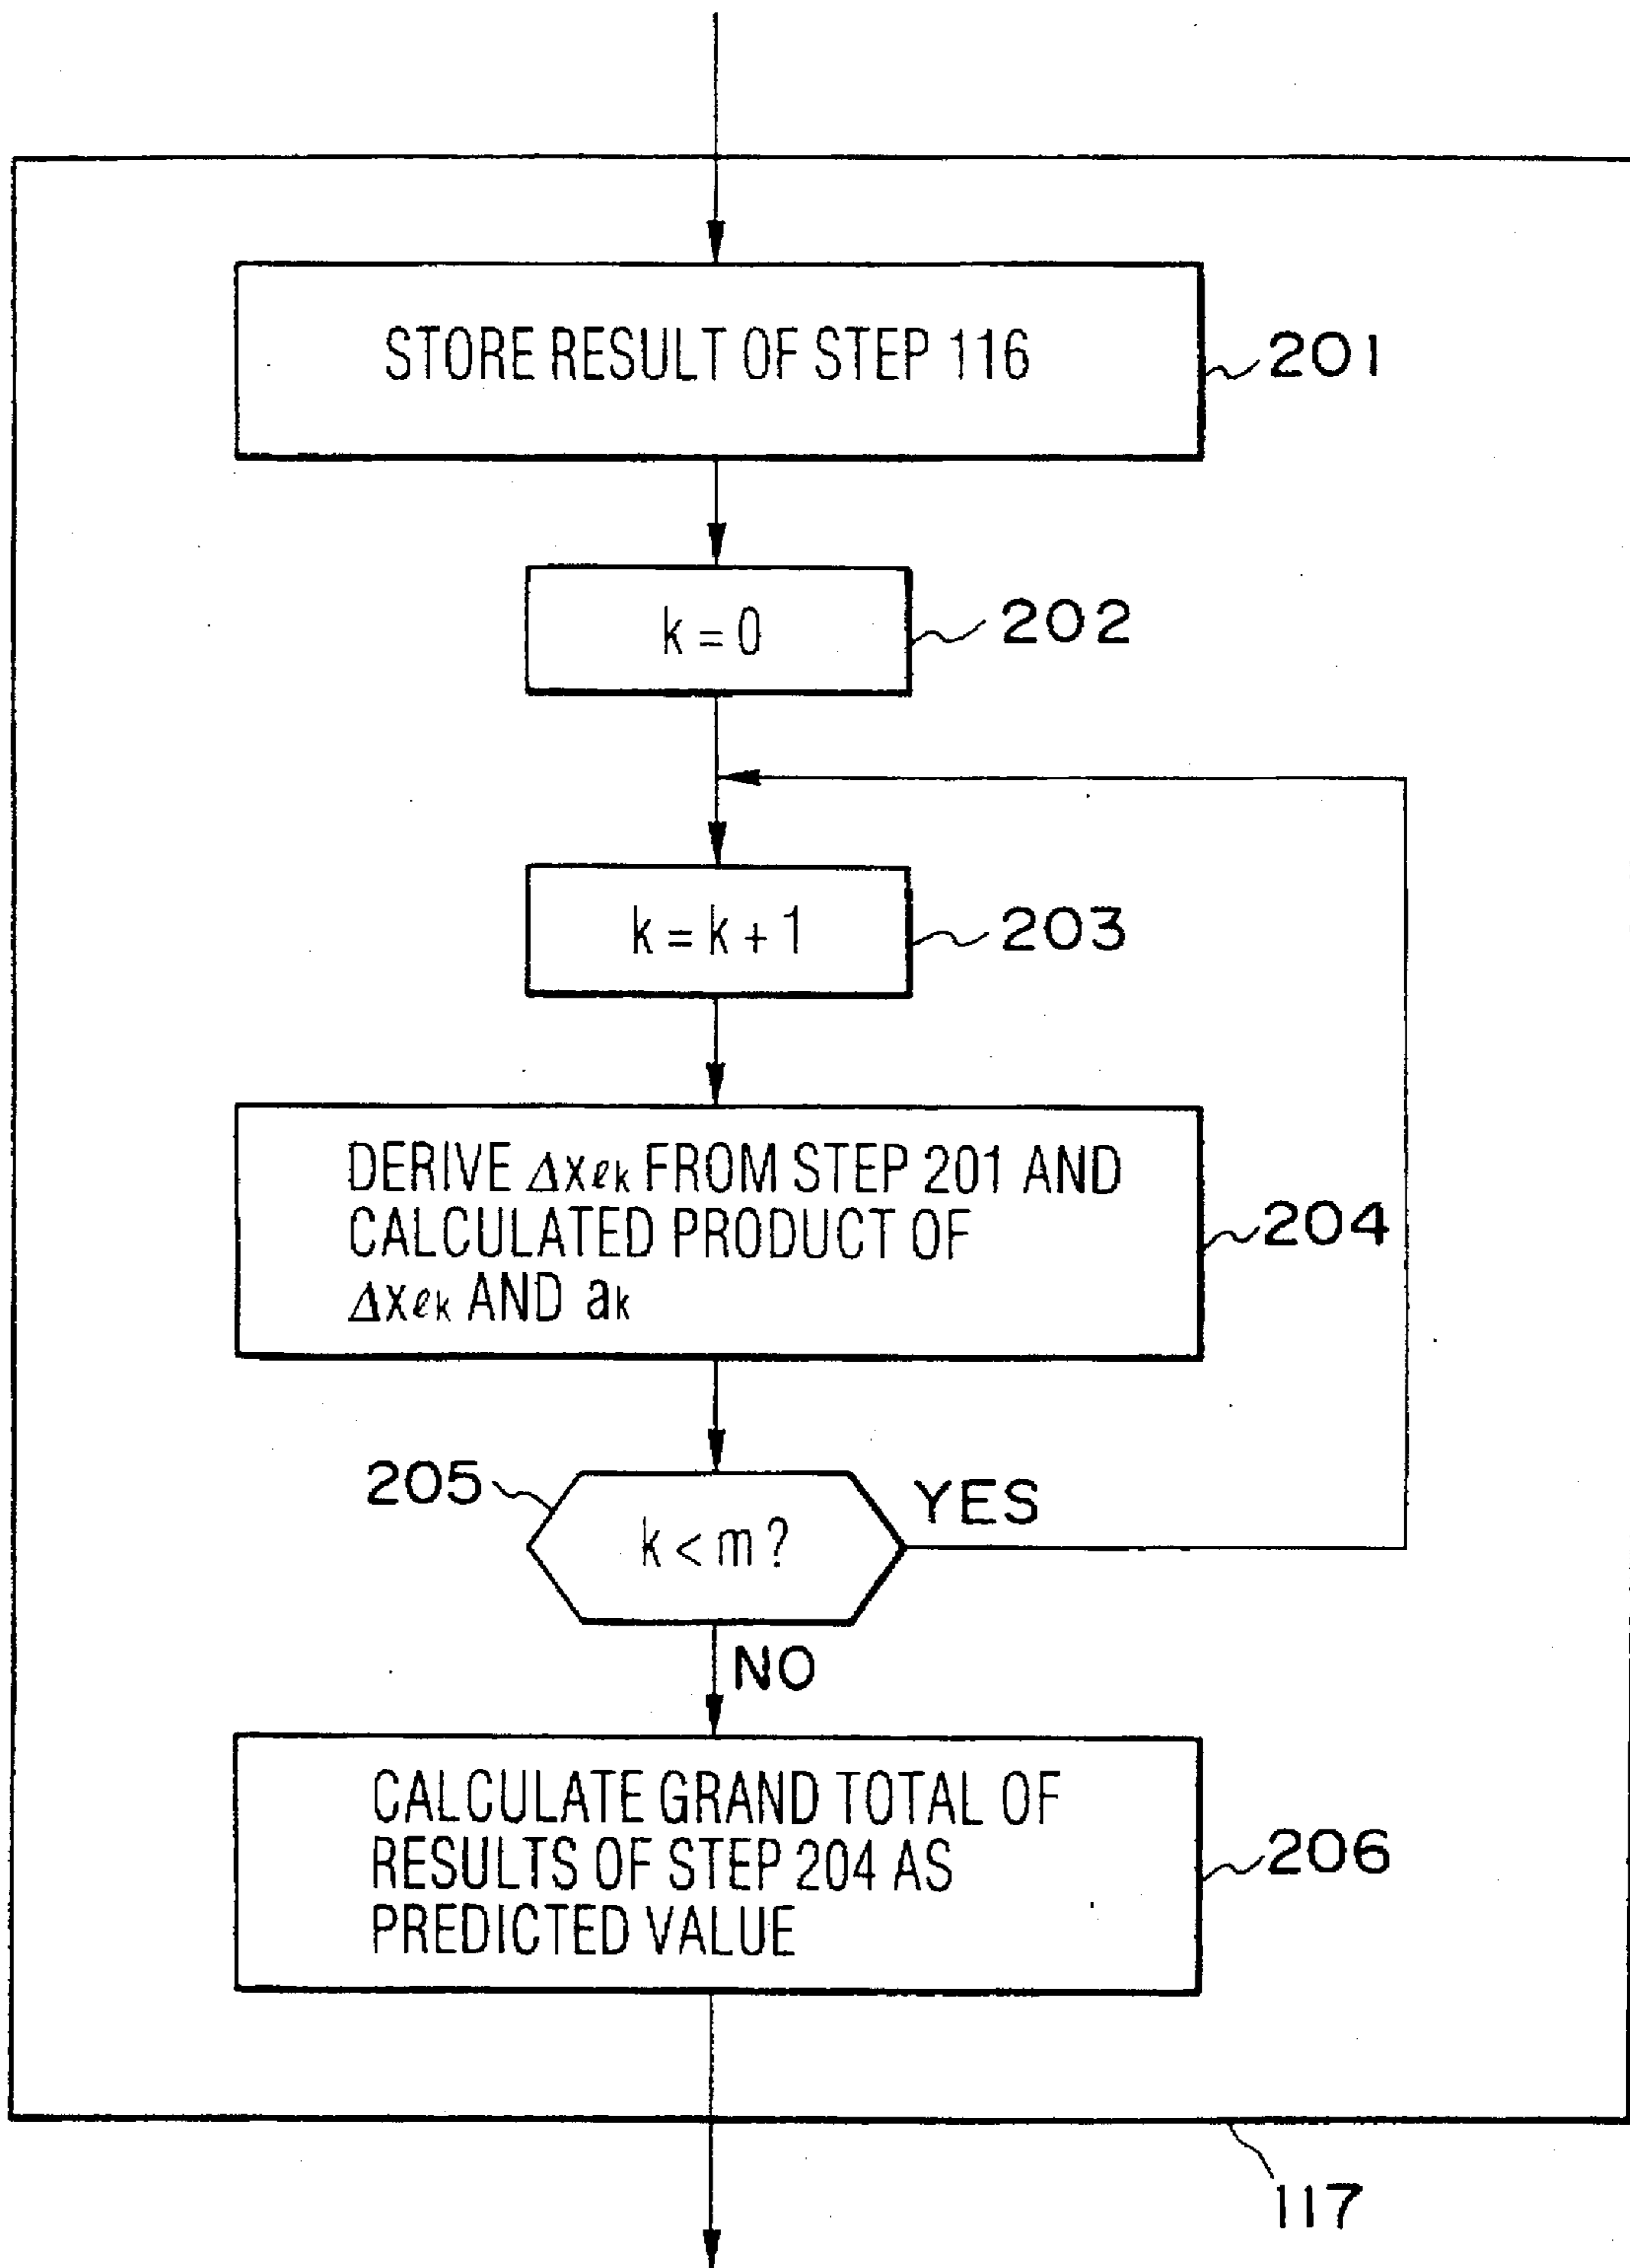 STORE RESULT OF STEP 116
201
k = 0
202
k = k + 1
203
DERIVE Δxℓk FROM STEP 201 AND
CALCULATED PRODUCT OF
Δxℓk AND ak
204
205
k < m ?
YES
NO
CALCULATE GRAND TOTAL OF
RESULTS OF STEP 204 AS
PREDICTED VALUE
206
117